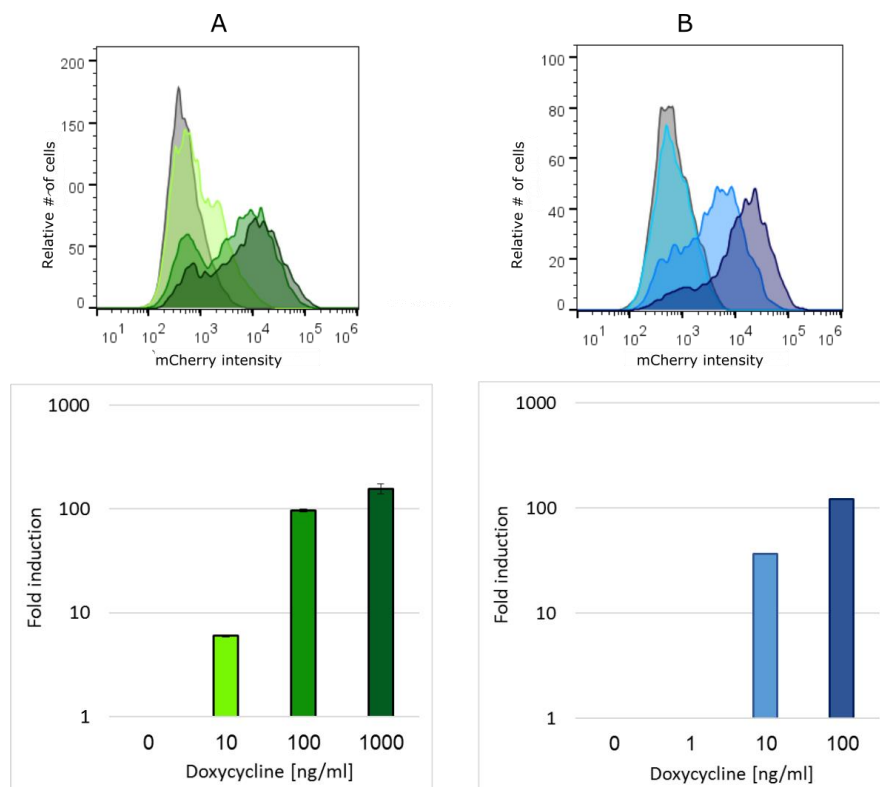 A
B
200
150
00
50
0
Relative # of cells
10¹ 10² 10³ 10⁴ 10⁵ 10⁶
mCherry intensity
100
80
60
40
20
0
Relative # of cells
10¹ 10² 10³ 10⁴ 10⁵ 10⁶
mCherry intensity
1000
100
10
1
Fold induction
0 10 100 1000
Doxycycline [ng/ml]
1000
100
10
1
Fold induction
0 1 10 100
Doxycycline [ng/ml]